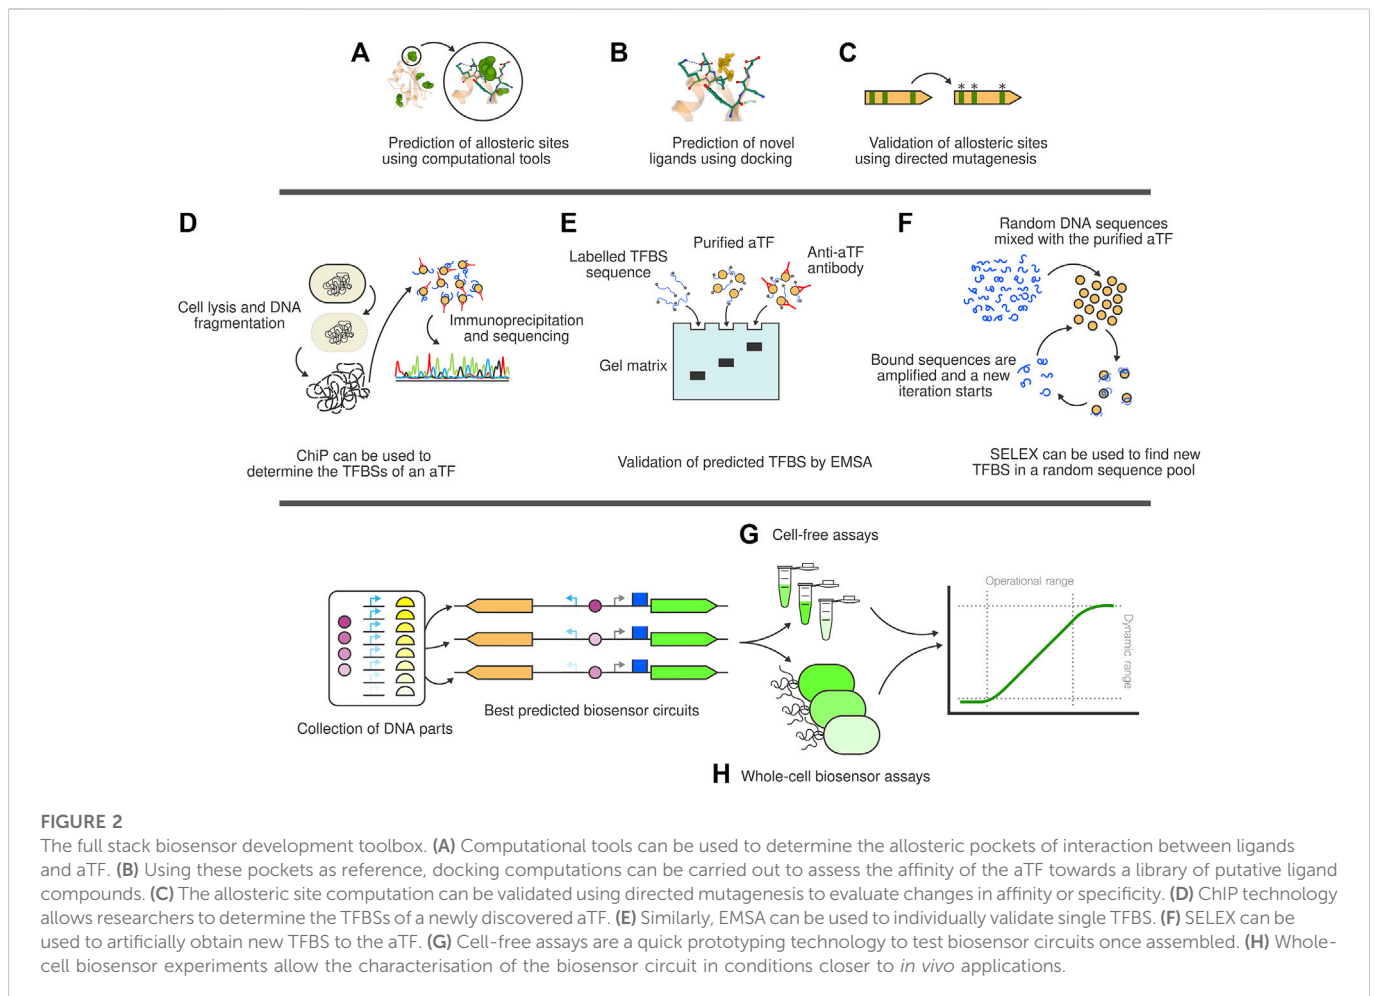 A
Prediction of allosteric sites
using computational tools
B
Prediction of novel
ligands using docking
C
* * *
Validation of allosteric sites
using directed mutagenesis
D
Cell lysis and DNA
fragmentation
Immunoprecipitation
and sequencing
ChiP can be used to
determine the TFBSs of an aTF
E
Labelled TFBS
sequence
Purified aTF
Anti-aTF
antibody
Gel matrix
Validation of predicted TFBS by EMSA
F
Random DNA sequences
mixed with the purified aTF
Bound sequences are
amplified and a new
iteration starts
SELEX can be used to find new
TFBS in a random sequence pool
Collection of DNA parts
Best predicted biosensor circuits
G
Cell-free assays
H
Whole-cell biosensor assays
Operational range
Dynamic range
FIGURE 2
The full stack biosensor development toolbox. (A) Computational tools can be used to determine the allosteric pockets of interaction between ligands
and aTF. (B) Using these pockets as reference, docking computations can be carried out to assess the affinity of the aTF towards a library of putative ligand
compounds. (C) The allosteric site computation can be validated using directed mutagenesis to evaluate changes in affinity or specificity. (D) ChIP technology
allows researchers to determine the TFBSs of a newly discovered aTF. (E) Similarly, EMSA can be used to individually validate single TFBS. (F) SELEX can be
used to artificially obtain new TFBS to the aTF. (G) Cell-free assays are a quick prototyping technology to test biosensor circuits once assembled. (H) Whole-
cell biosensor experiments allow the characterisation of the biosensor circuit in conditions closer to in vivo applications.